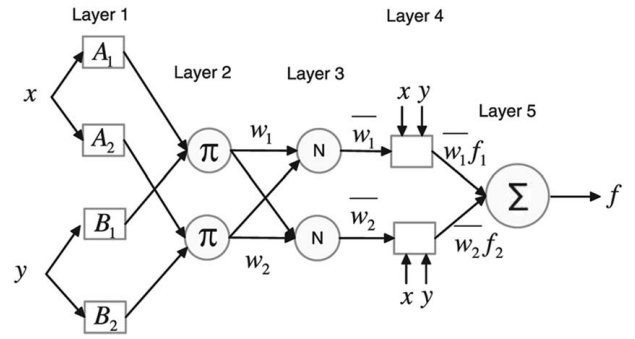 Layer 1
Layer 4
Layer 2
Layer 3
Layer 5
A₁
x
A₂
B₁
y
B₂
π
π
w₁
w₂
N
N
w̅₁
w̅₂
x y
x y
w̅₁f₁
w̅₂f₂
Σ
f